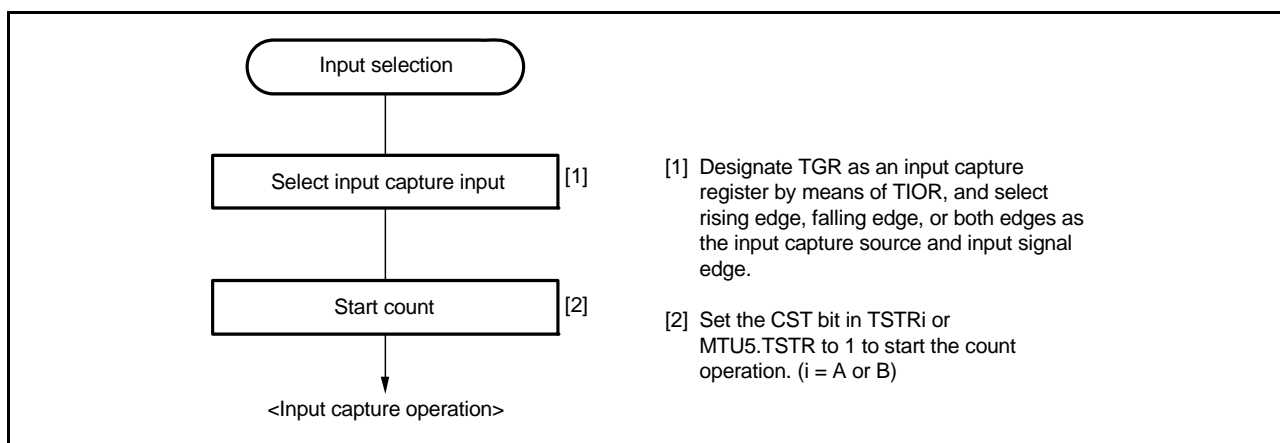 Input selection
Select input capture input
[1]
Start count
[2]
<Input capture operation>
[1] Designate TGR as an input capture
register by means of TIOR, and select
rising edge, falling edge, or both edges as
the input capture source and input signal
edge.
[2] Set the CST bit in TSTRi or
MTU5.TSTR to 1 to start the count
operation. (i = A or B)